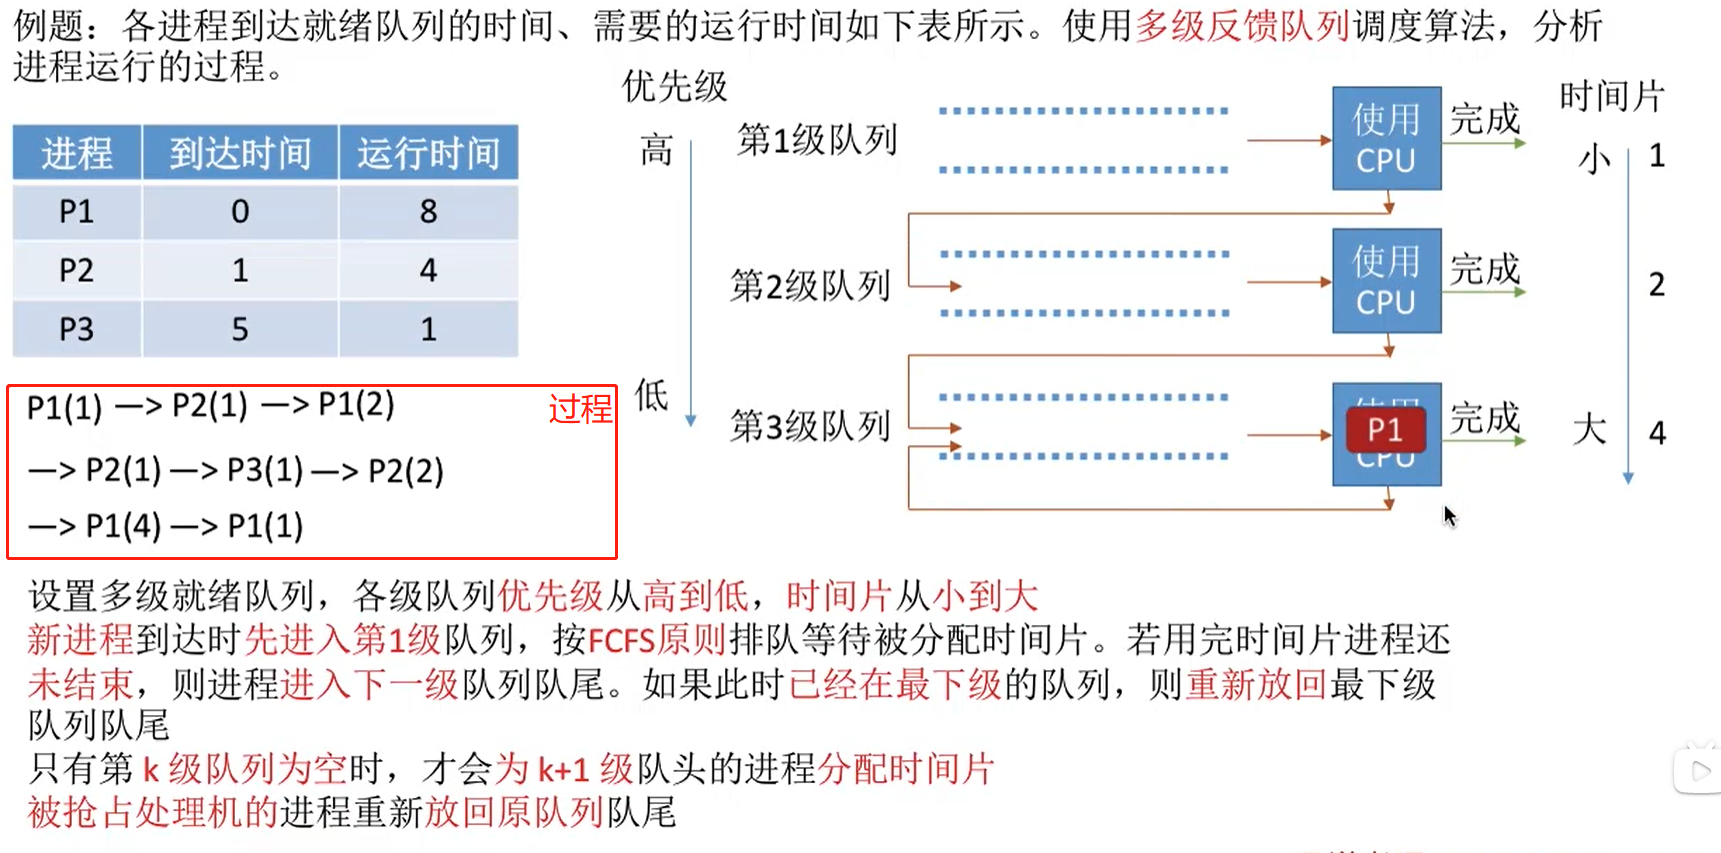 例题：各进程到达就绪队列的时间、需要的运行时间如下表所示。使用多级反馈队列调度算法，分析
进程运行的过程。
进程 到达时间 运行时间
P1 0 8
P2 1 4
P3 5 1
P1(1) —> P2(1) —> P1(2)
—> P2(1) —> P3(1) —> P2(2)
—> P1(4) —> P1(1)
过程
优先级
高
低
第1级队列
使用
CPU
完成
第2级队列
使用
CPU
完成
第3级队列
P1
CPU
完成
时间片
小 1
2
大 4
设置多级就绪队列，各级队列优先级从高到低，时间片从小到大
新进程到达时先进入第1级队列，按FCFS原则排队等待被分配时间片。若用完时间片进程还
未结束，则进程进入下一级队列队尾。如果此时已经在最下级的队列，则重新放回最下级
队列队尾
只有第 k 级队列为空时，才会为 k+1 级队头的进程分配时间片
被抢占处理机的进程重新放回原队列队尾